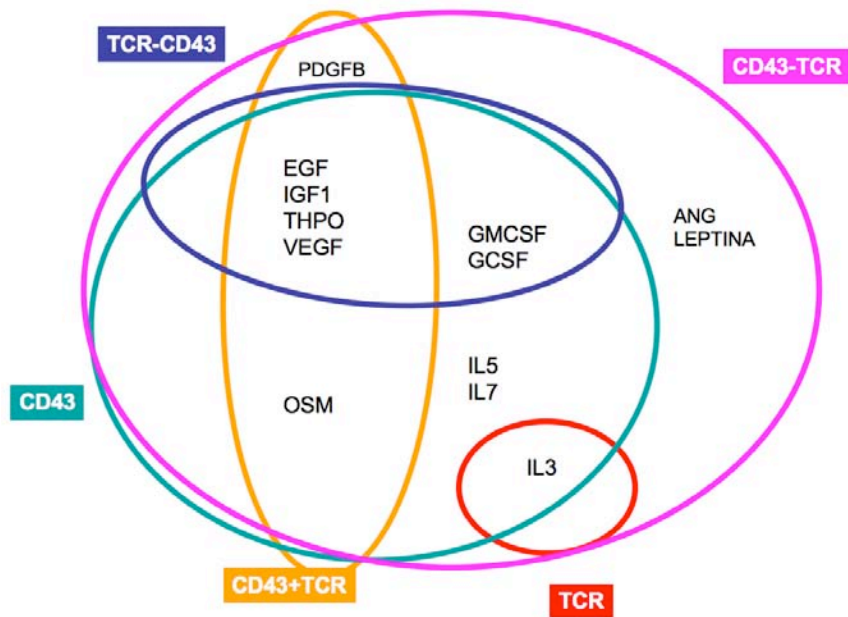 TCR-CD43
CD43-TCR
PDGFB
EGF
IGF1
THPO
VEGF
GMCSF
GCSF
ANG
LEPTINA
IL5
IL7
CD43
OSM
IL3
CD43+TCR
TCR